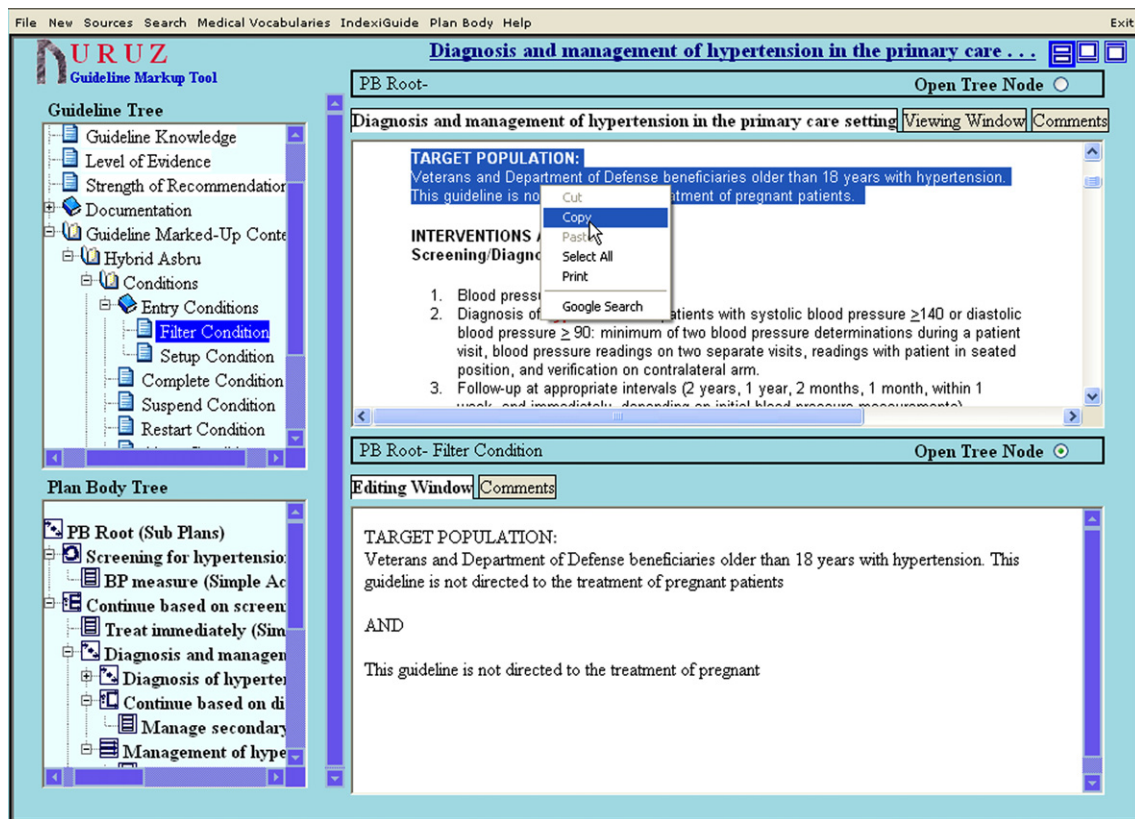 File New Sources Search Medical Vocabularies IndexiGuide Plan Body Help Exit
URUZ
Guideline Markup Tool
Diagnosis and management of hypertension in the primary care . . .
PB Root- Open Tree Node
Guideline Tree
Guideline Knowledge
Level of Evidence
Strength of Recommendation
Documentation
Guideline Marked-Up Conte
Hybrid Asbru
Conditions
Entry Conditions
Filter Condition
Setup Condition
Complete Condition
Suspend Condition
Restart Condition
Diagnosis and management of hypertension in the primary care setting Viewing Window Comments
TARGET POPULATION:
Veterans and Department of Defense beneficiaries older than 18 years with hypertension.
This guideline is no atment of pregnant patients.
INTERVENTIONS A
Screening/Diagno
1. Blood pressu
2. Diagnosis of atients with systolic blood pressure ≥140 or diastolic
blood pressure ≥ 90: minimum of two blood pressure determinations during a patient
visit, blood pressure readings on two separate visits, readings with patient in seated
position, and verification on contralateral arm.
3. Follow-up at appropriate intervals (2 years, 1 year, 2 months, 1 month, within 1
week, and immediately, depending on initial blood pressure measurements)
Cut
Copy
Paste
Select All
Print
Google Search
PB Root- Filter Condition Open Tree Node
Editing Window Comments
TARGET POPULATION:
Veterans and Department of Defense beneficiaries older than 18 years with hypertension. This
guideline is not directed to the treatment of pregnant patients
AND
This guideline is not directed to the treatment of pregnant
Plan Body Tree
PB Root (Sub Plans)
Screening for hypertensio
BP measure (Simple Ac
Continue based on screen
Treat immediately (Sim
Diagnosis and managen
Diagnosis of hyperte
Continue based on di
Manage secondary
Management of hype